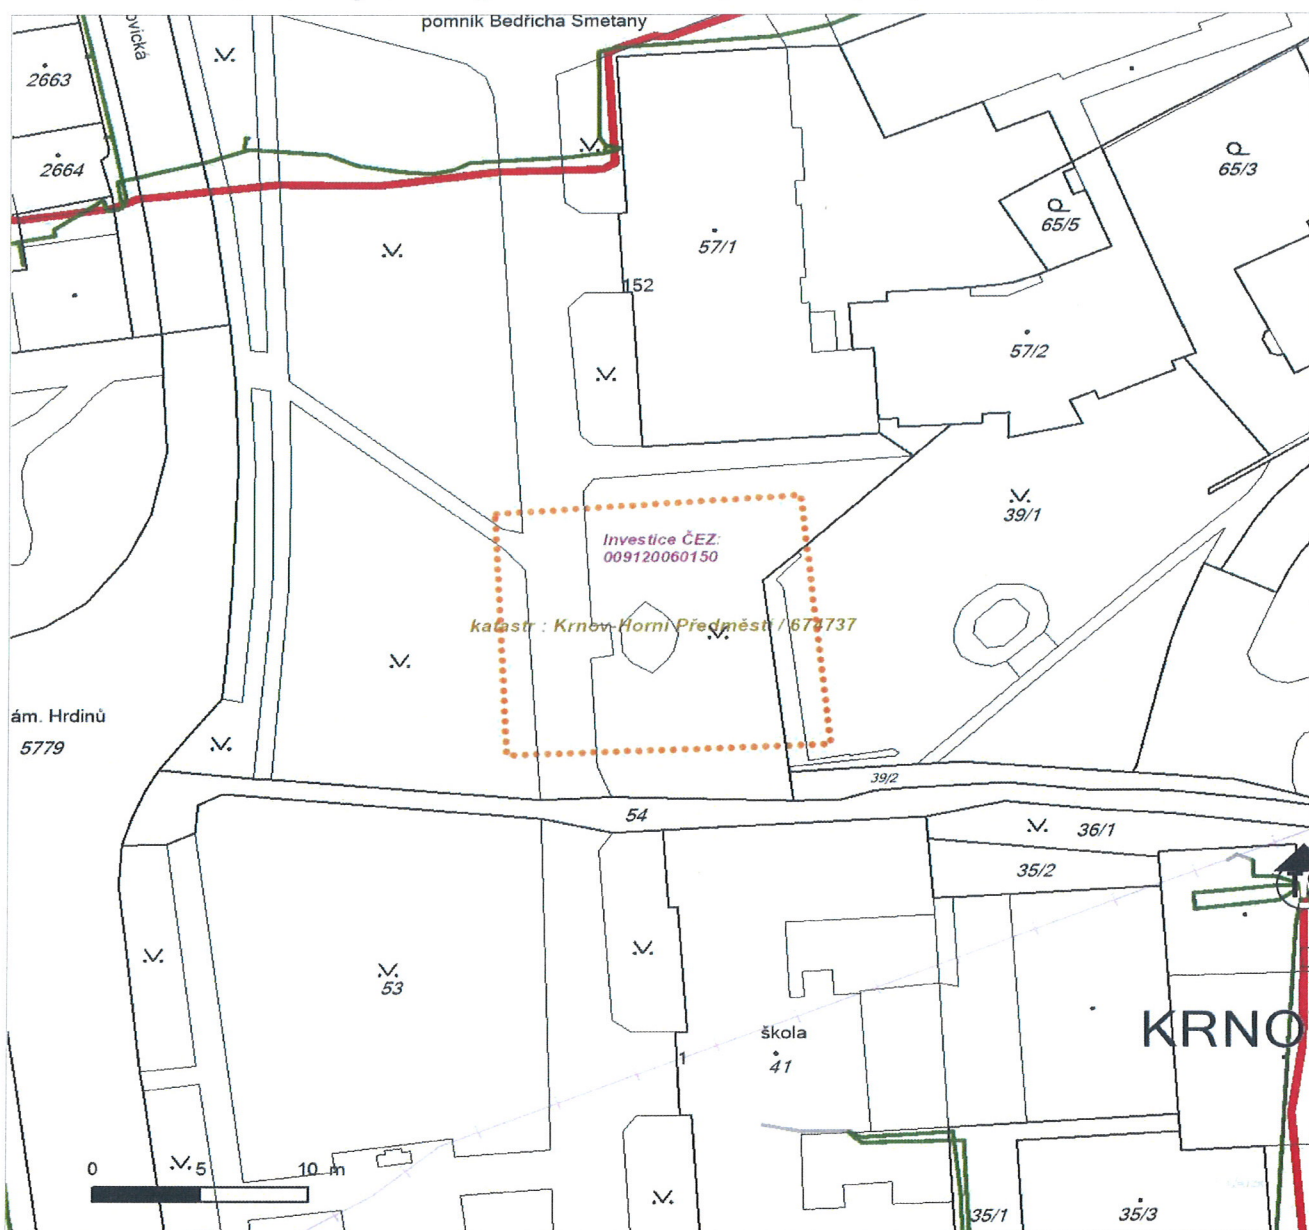 pomník Bedřicha Smetany
ovická
2663
2664
65/3
65/5
57/1
152
57/2
39/1
Investice ČEZ:
009120060150
katastr : Krnov-Horní Předměstí / 674737
ám. Hrdinů
5779
39/2
54
36/1
35/2
53
KRNO
škola
1
41
0 5 10 m
35/1
35/3